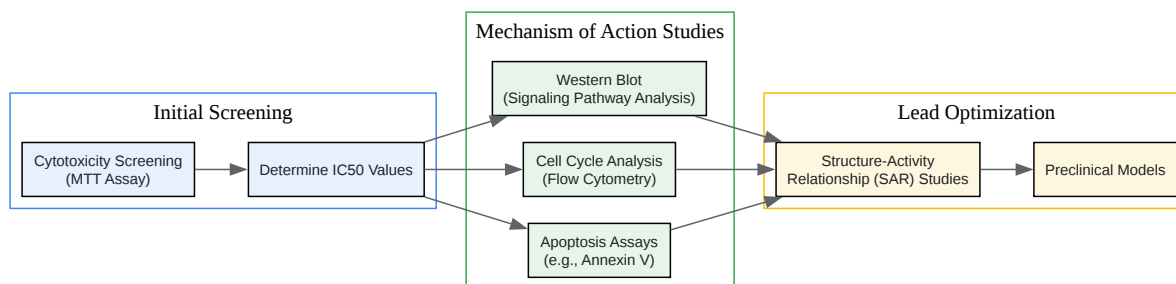 Initial Screening
Cytotoxicity Screening
(MTT Assay)
Determine IC50 Values
Mechanism of Action Studies
Western Blot
(Signaling Pathway Analysis)
Cell Cycle Analysis
(Flow Cytometry)
Apoptosis Assays
(e.g., Annexin V)
Lead Optimization
Structure-Activity
Relationship (SAR) Studies
Preclinical Models